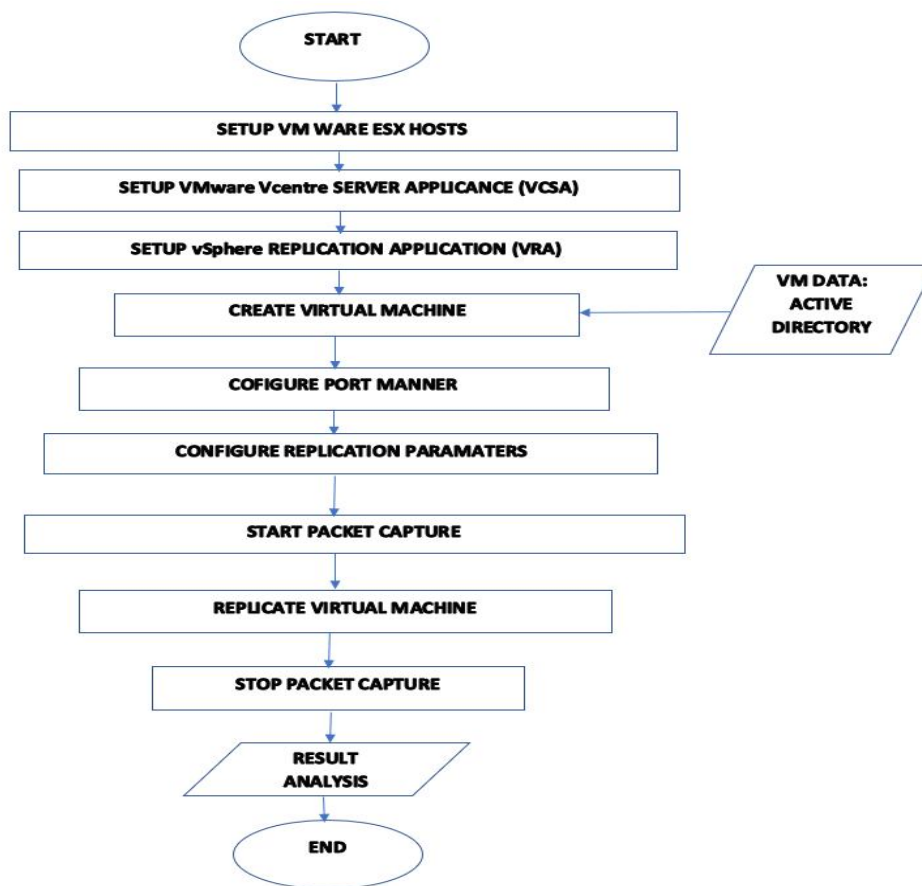 START
SETUP VM WARE ESX HOSTS
SETUP VMware Vcentre SERVER APPLICANCE (VCSA)
SETUP vSphere REPLICATION APPLICATION (VRA)
VM DATA:
ACTIVE
DIRECTORY
CREATE VIRTUAL MACHINE
COFIGURE PORT MANNER
CONFIGURE REPLICATION PARAMATERS
START PACKET CAPTURE
REPLICATE VIRTUAL MACHINE
STOP PACKET CAPTURE
RESULT
ANALYSIS
END